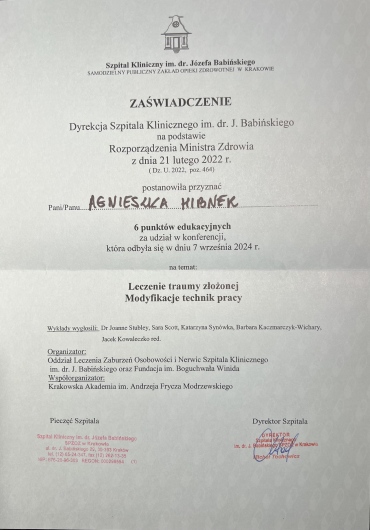 Szpital Kliniczny im. dr. Józefa Babińskiego
SAMODZIELNY PUBLICZNY ZAKŁAD OPIEKI ZDROWOTNEJ W KRAKOWIE
ZAŚWIADCZENIE
Dyrekcja Szpitala Klinicznego im. dr. J. Babińskiego
na podstawie
Rozporządzenia Ministra Zdrowia
z dnia 21 lutego 2022 r.
( Dz. U. 2022, poz. 464)
postanowiła przyznać
Pani/Panu AGNIESZKA
6 punktów edukacyjnych
za udział w konferencji,
która odbyła się w dniu 7 września 2024 r.
na temat:
Leczenie traumy złożonej
Modyfikacje technik pracy
Wykłady wygłosili: Dr Joanne Stubley, Sara Scott, Katarzyna Synówka, Barbara Kaczmarczyk-Wichary,
Jacek Kowaleczko red.
Organizator:
Oddział Leczenia Zaburzeń Osobowości i Nerwic Szpitala Klinicznego
im. dr. J. Babińskiego oraz Fundacja im. Boguchwała Winida
Współorganizator:
Krakowska Akademia im. Andrzeja Frycza Modrzewskiego
Pieczęć Szpitala
Dyrektor Szpitala
Szpital Kliniczny im. dr. Józefa Babińskiego
SPZOZ w Krakowie
DYREKTOR